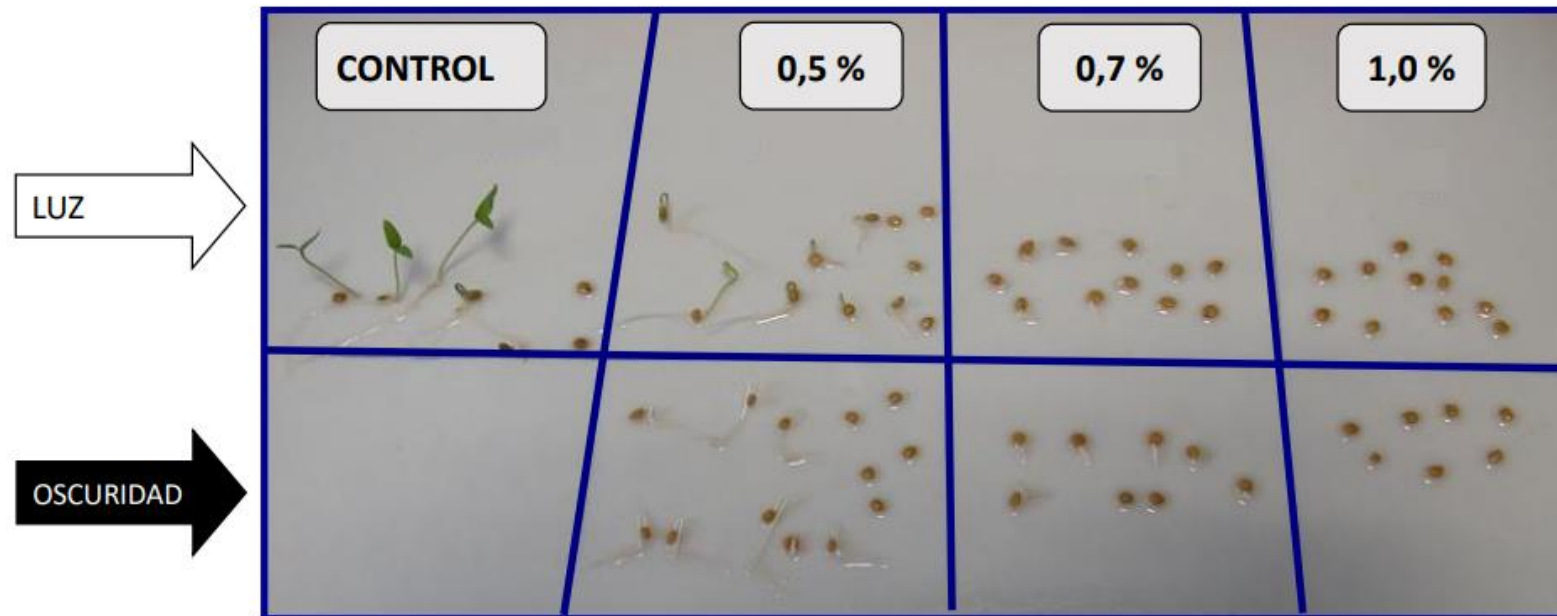 CONTROL
0,5 %
0,7 %
1,0 %
LUZ
OSCURIDAD